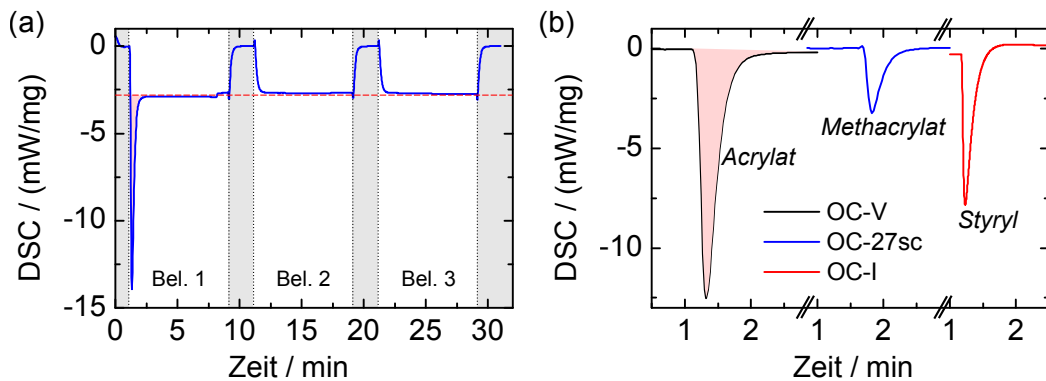 (a)
DSC / (mW/mg)
0
-5
-10
-15
Bel. 1
Bel. 2
Bel. 3
0 5 10 15 20 25 30
Zeit / min
(b)
DSC / (mW/mg)
0
-5
-10
Acrylat
Methacrylat
Styryl
OC-V
OC-27sc
OC-I
1 2 1 2 1 2
Zeit / min